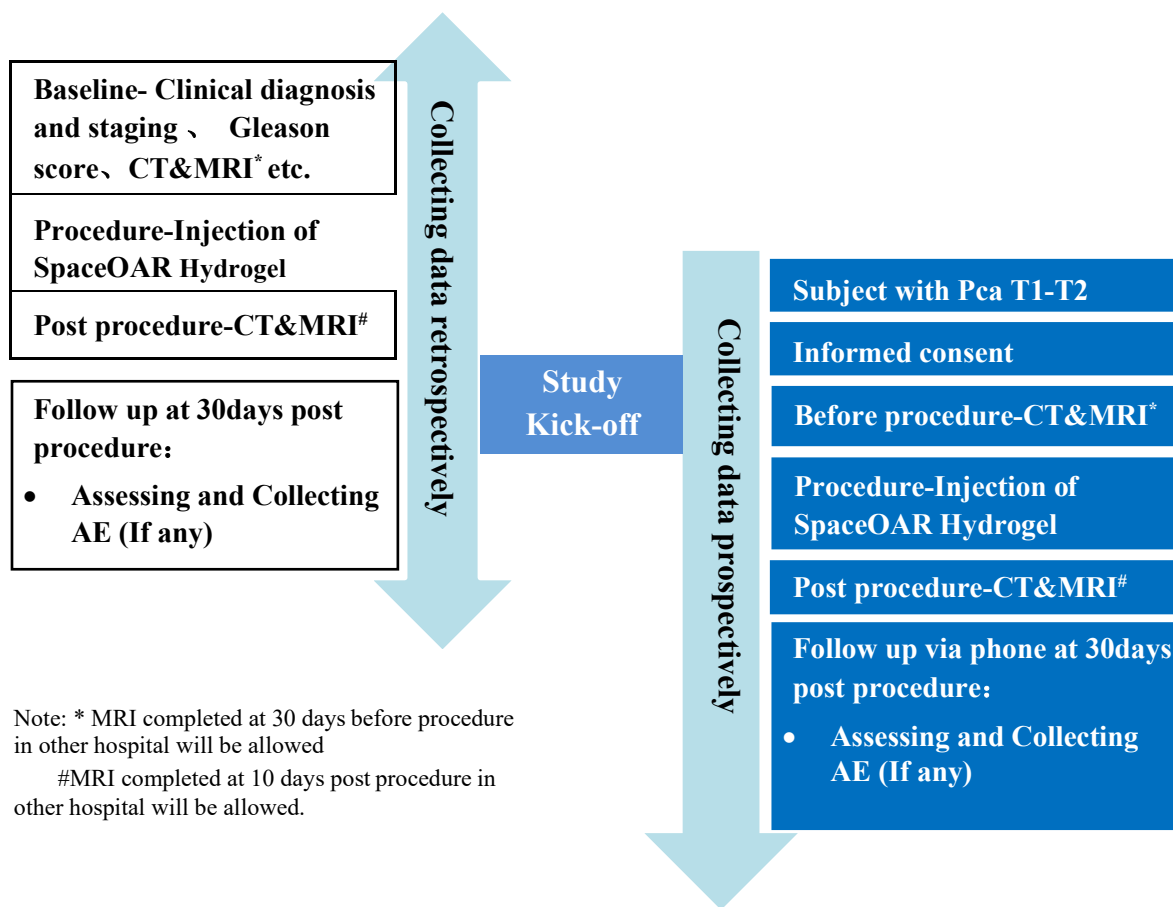 Baseline- Clinical diagnosis
and staging 、 Gleason
score、CT&MRI* etc.
Procedure-Injection of
SpaceOAR Hydrogel
Post procedure-CT&MRI#
Follow up at 30days post
procedure：
• Assessing and Collecting
AE (If any)
Collecting data retrospectively
Study
Kick-off
Collecting data prospectively
Subject with Pca T1-T2
Informed consent
Before procedure-CT&MRI*
Procedure-Injection of
SpaceOAR Hydrogel
Post procedure-CT&MRI#
Follow up via phone at 30days
post procedure：
• Assessing and Collecting
AE (If any)
Note: * MRI completed at 30 days before procedure
in other hospital will be allowed
#MRI completed at 10 days post procedure in
other hospital will be allowed.